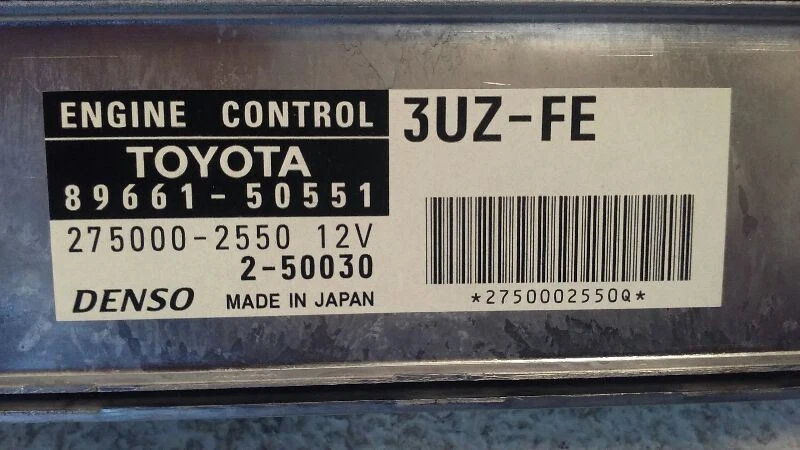 ENGINE CONTROL
3UZ-FE
TOYOTA
89661-50551
275000-2550 12V
2-50030
DENSO MADE IN JAPAN
*2750002550Q*